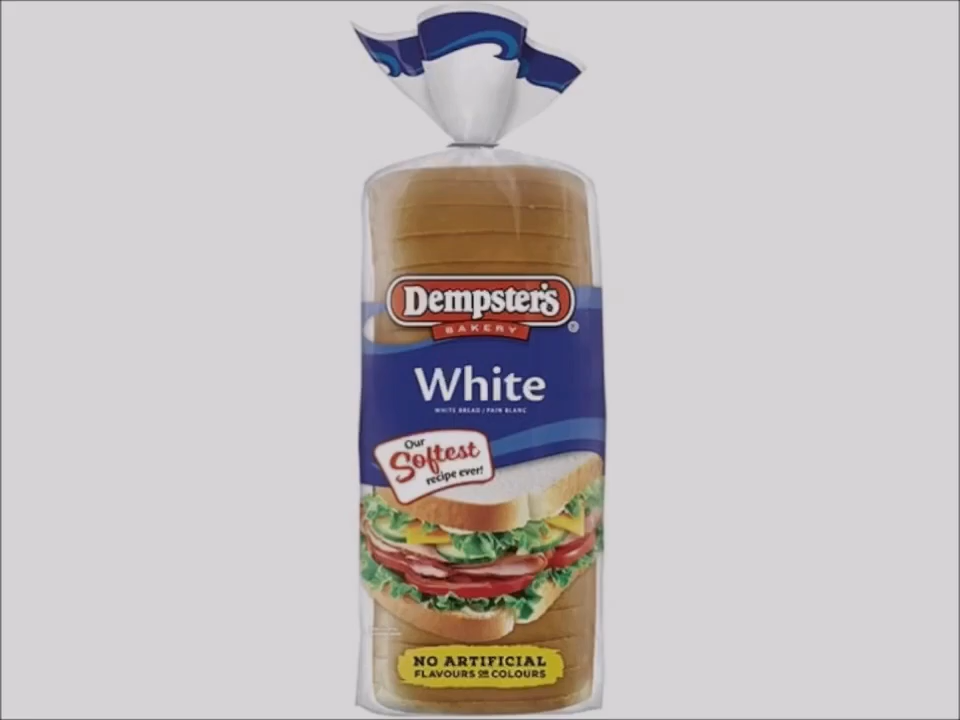 Dempster's
BAKERY
®
White
WHITE BREAD / PAIN BLANC
Our
Softest
recipe ever!
NO ARTIFICIAL
FLAVOURS OR COLOURS